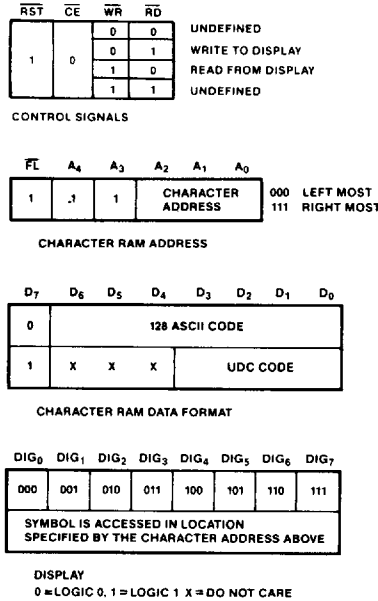 RST CE WR RD
0 0 UNDEFINED
1 0 0 1 WRITE TO DISPLAY
1 0 READ FROM DISPLAY
1 1 UNDEFINED
CONTROL SIGNALS
FL A4 A3 A2 A1 A0
1 1 1 CHARACTER ADDRESS 000 LEFT MOST
111 RIGHT MOST
CHARACTER RAM ADDRESS
D7 D6 D5 D4 D3 D2 D1 D0
0 128 ASCII CODE
1 X X X UDC CODE
CHARACTER RAM DATA FORMAT
DIG0 DIG1 DIG2 DIG3 DIG4 DIG5 DIG6 DIG7
000 001 010 011 100 101 110 111
SYMBOL IS ACCESSED IN LOCATION
SPECIFIED BY THE CHARACTER ADDRESS ABOVE
DISPLAY
0 = LOGIC 0, 1 = LOGIC 1 X = DO NOT CARE